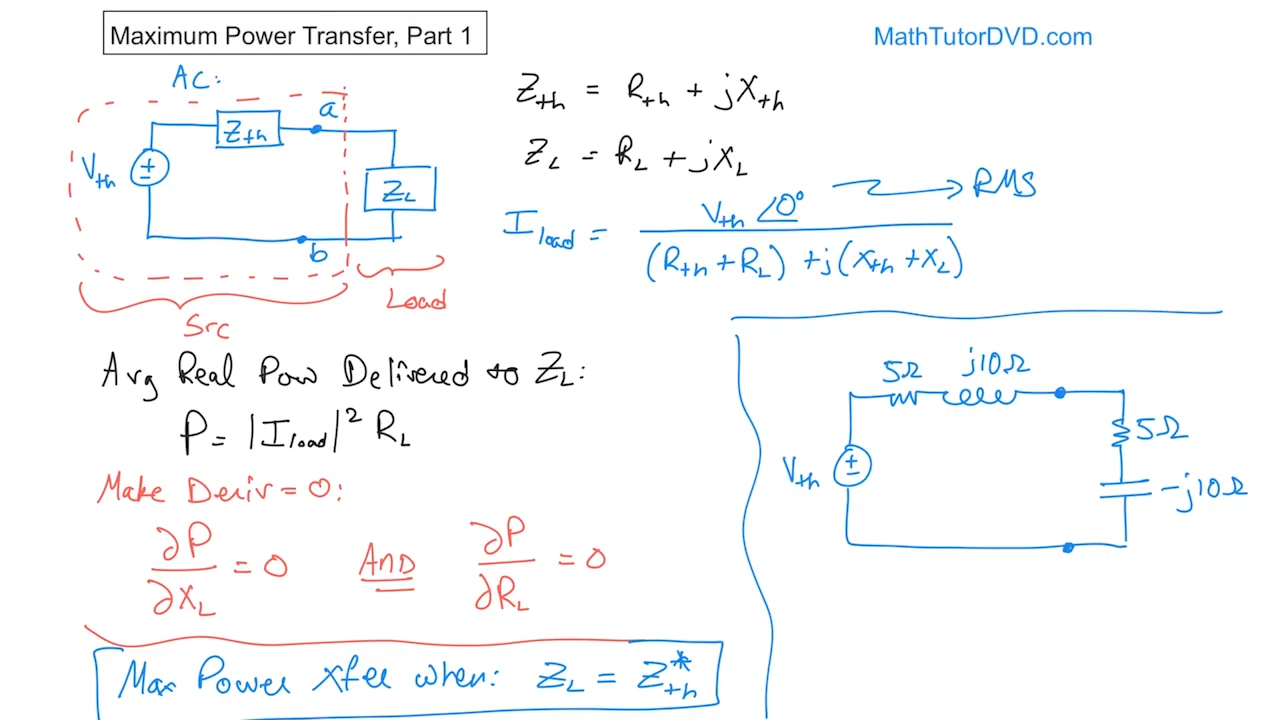 Maximum Power Transfer, Part 1
MathTutorDVD.com
AC:
Zth
a
Vth
+
-
ZL
b
Src
Load
Zth = Rth + jXth
ZL = RL + jXL
Iload = Vth ∠0° / (Rth + RL) + j(Xth + XL)
RMS
Avg Real Pow Delivered to ZL:
P = |Iload|² RL
Make Deriv = 0:
∂P/∂XL = 0 AND ∂P/∂RL = 0
Max Power Xfer when: ZL = Zth*
5Ω
j10Ω
Vth
+
-
5Ω
-j10Ω